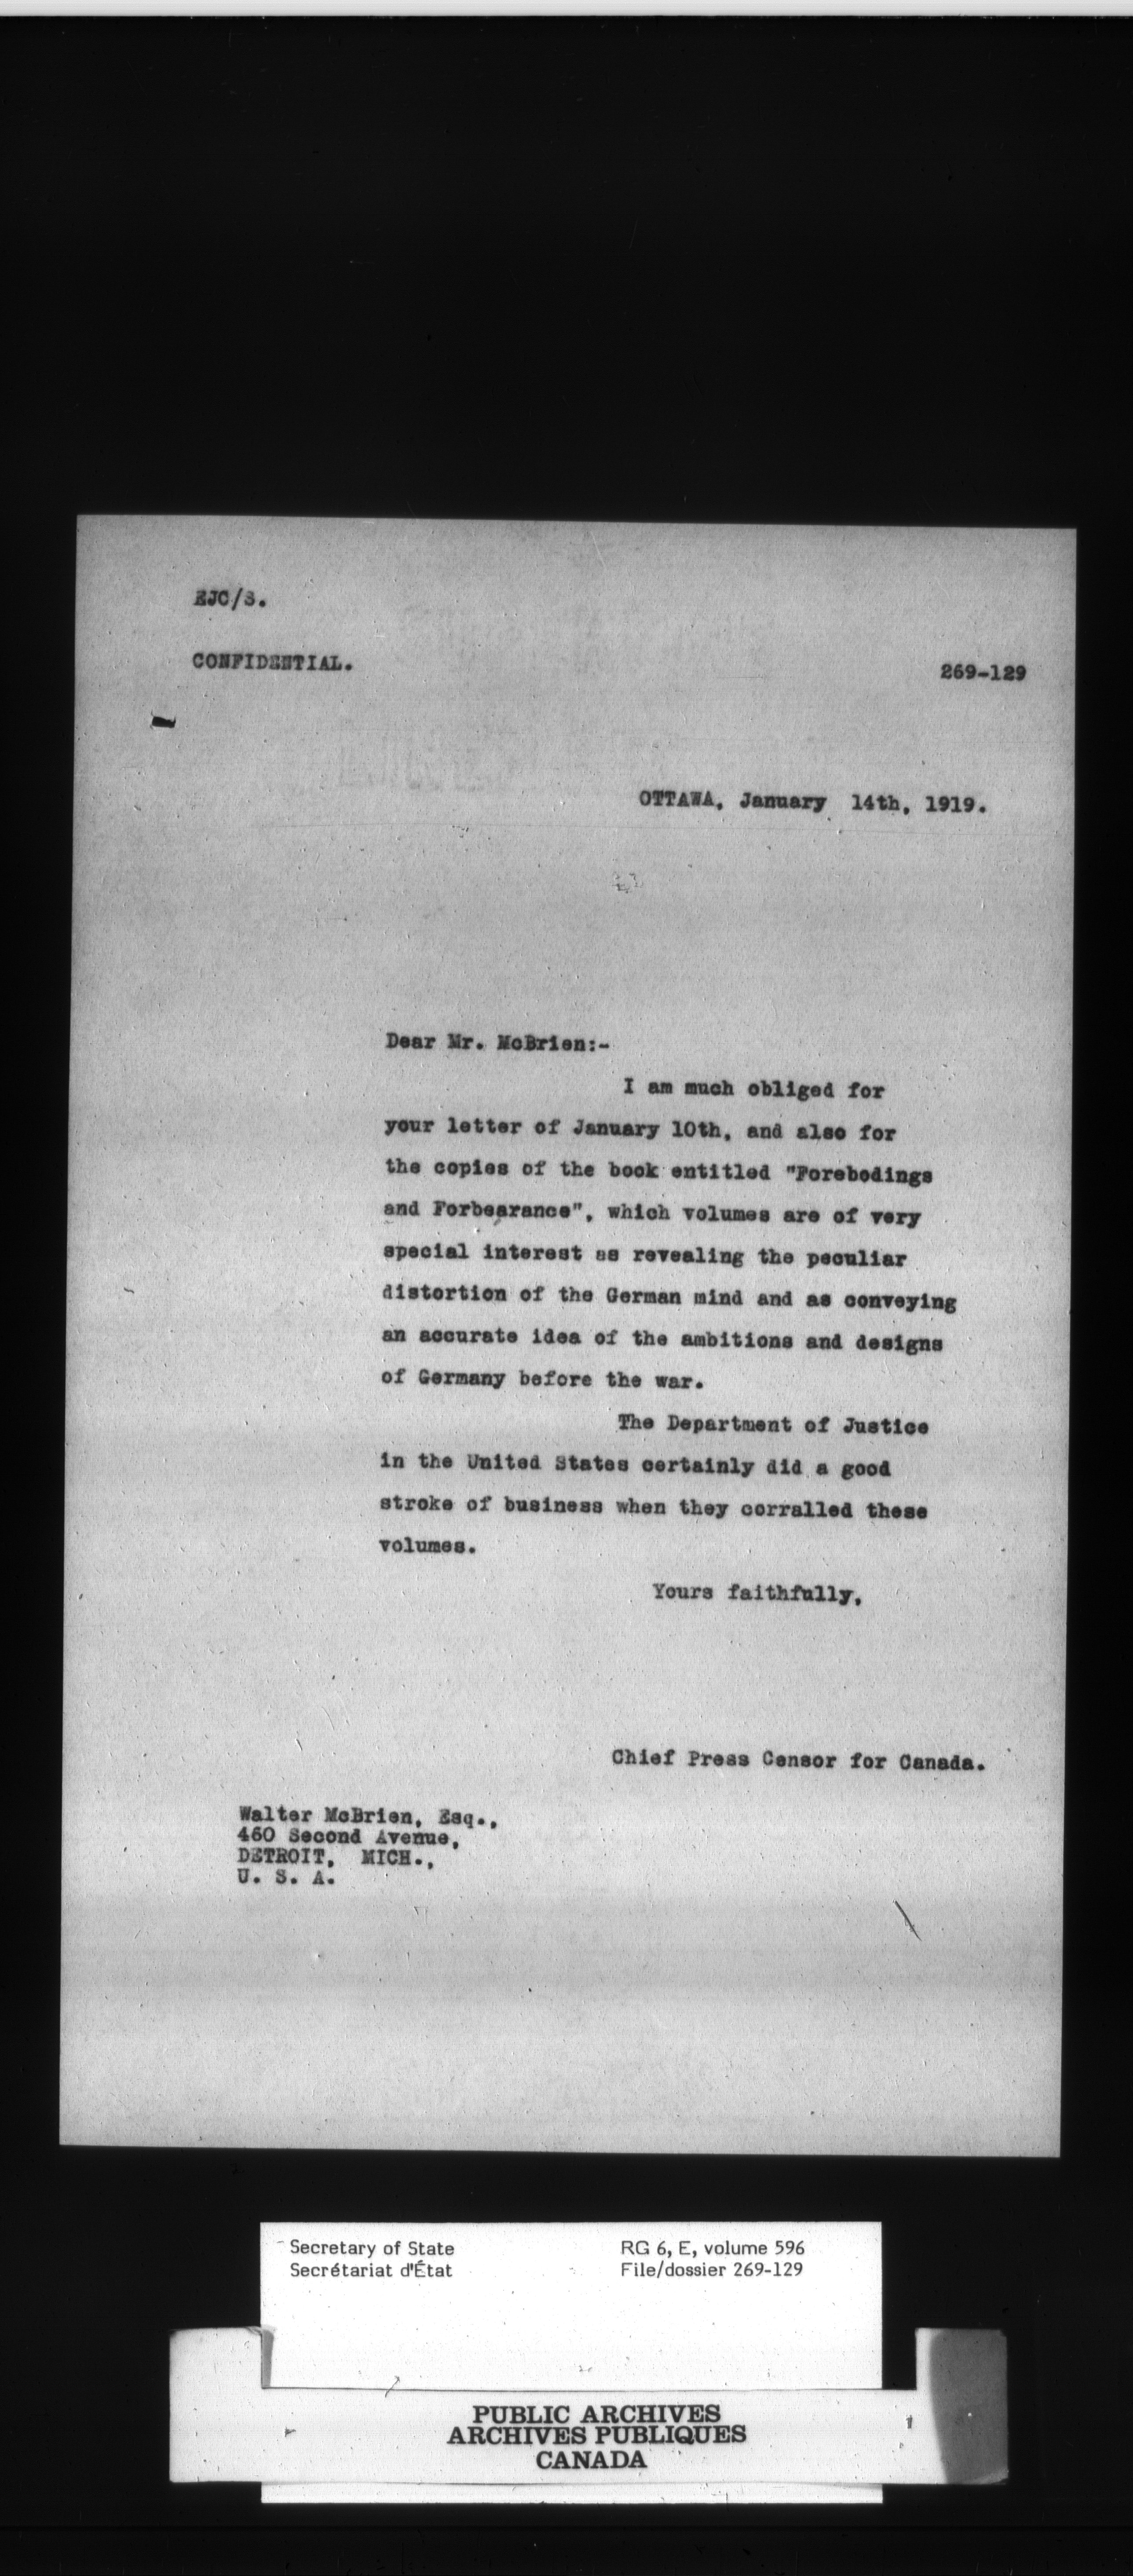 EJC/S.
CONFIDENTIAL.
269-129
OTTAWA, January 14th, 1919.
Dear Mr. McBrien:-
I am much obliged for
your letter of January 10th, and also for
the copies of the book entitled "Forebodings
and Forbearance", which volumes are of very
special interest as revealing the peculiar
distortion of the German mind and as conveying
an accurate idea of the ambitions and designs
of Germany before the war.
The Department of Justice
in the United States certainly did a good
stroke of business when they corralled these
volumes.
Yours faithfully,
Chief Press Censor for Canada.
Walter McBrien, Esq.,
460 Second Avenue,
DETROIT, MICH.,
U. S. A.
Secretary of State
Secrétariat d'État
RG 6, E, volume 596
File/dossier 269-129
PUBLIC ARCHIVES
ARCHIVES PUBLIQUES
CANADA